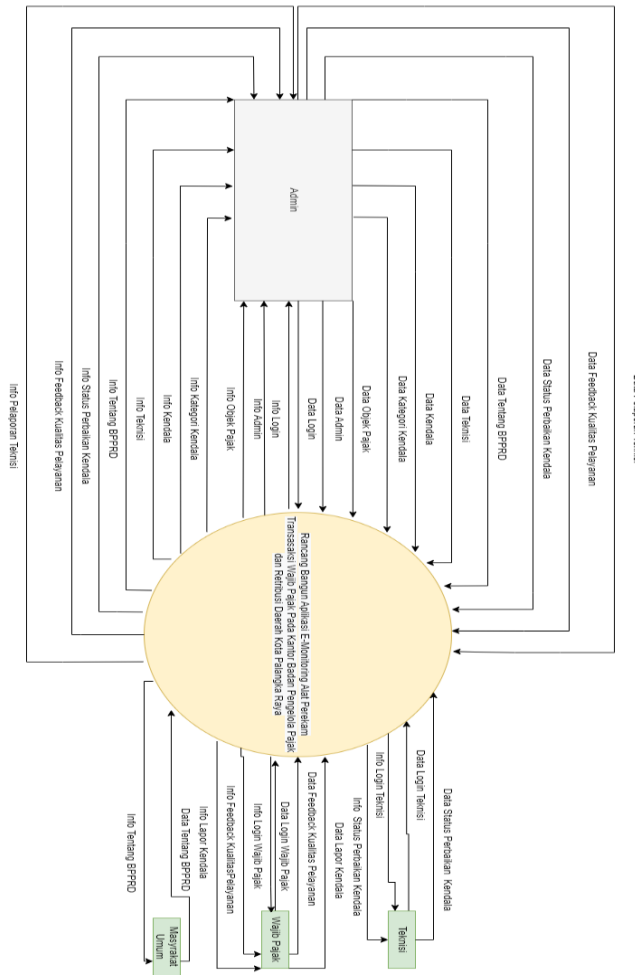 Admin
Data Login
Data Admin
Data Objek Pajak
Data Kategori Kendala
Data Kendala
Data Teknisi
Data Tentang BPPRD
Data Status Perbaikan Kendala
Data Feedback Kualitas Pelayanan
Info Login
Info Admin
Info Objek Pajak
Info Kategori Kendala
Info Kendala
Info Teknisi
Info Tentang BPPRD
Info Status Perbaikan Kendala
Info Feedback Kualitas Pelayanan
Info Pelaporan Teknisi
Rancang Bangun Aplikasi E-Monitoring Alat Perekam
Transasaksi Wajib Pajak Pada Kantor Badan Pengelola Pajak
dan Retribusi Daerah Kota Palangka Raya
Data Status Perbaikan Kendala
Data Login Teknisi
Info Login Teknisi
Info Status Perbaikan Kendala
Teknisi
Data Lapor Kendala
Data Feedback Kualitas Pelayanan
Data Login Wajib Pajak
Info Login Wajib Pajak
Info Feedback KualitasPelayanan
Info Lapor Kendala
Wajib Pajak
Data Tentang BPPRD
Info Tentang BPPRD
Masyrakat
Umum